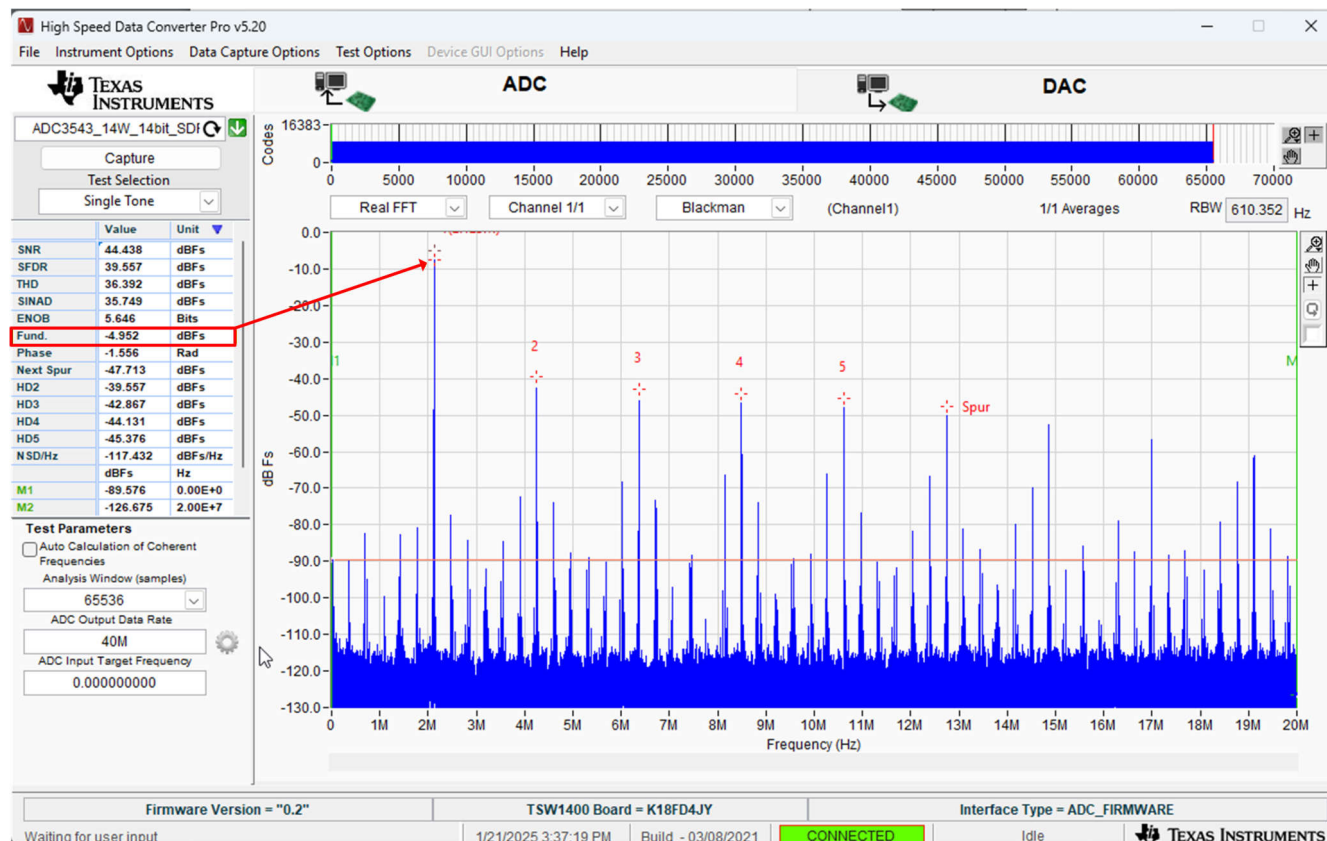 High Speed Data Converter Pro v5.20
File Instrument Options Data Capture Options Test Options Device GUI Options Help
TEXAS INSTRUMENTS
ADC
DAC
ADC3543_14W_14bit_SDI
Capture
Test Selection
Single Tone
Codes
16383
0
0 5000 10000 15000 20000 25000 30000 35000 40000 45000 50000 55000 60000 65000 70000
Real FFT Channel 1/1 Blackman (Channel1) 1/1 Averages RBW 610.352 Hz
Value Unit
SNR 44.438 dBFs
SFDR 39.557 dBFs
THD 36.392 dBFs
SINAD 35.749 dBFs
ENOB 5.646 Bits
Fund. -4.952 dBFs
Phase -1.556 Rad
Next Spur -47.713 dBFs
HD2 -39.557 dBFs
HD3 -42.867 dBFs
HD4 -44.131 dBFs
HD5 -45.376 dBFs
NSD/Hz -117.432 dBFs/Hz
dBFs Hz
M1 -89.576 0.00E+0
M2 -126.675 2.00E+7
Test Parameters
Auto Calculation of Coherent
Frequencies
Analysis Window (samples)
65536
ADC Output Data Rate
40M
ADC Input Target Frequency
0.000000000
dBFs
0.0
-10.0
-20.0
-30.0
-40.0
-50.0
-60.0
-70.0
-80.0
-90.0
-100.0
-110.0
-120.0
-130.0
2
3
4
5
Spur
M
0 1M 2M 3M 4M 5M 6M 7M 8M 9M 10M 11M 12M 13M 14M 15M 16M 17M 18M 19M 20M
Frequency (Hz)
Firmware Version = "0.2" TSW1400 Board = K18FD4JY Interface Type = ADC_FIRMWARE
Waiting for user input 1/21/2025 3:37:19 PM Build - 03/08/2021 CONNECTED Idle TEXAS INSTRUMENTS